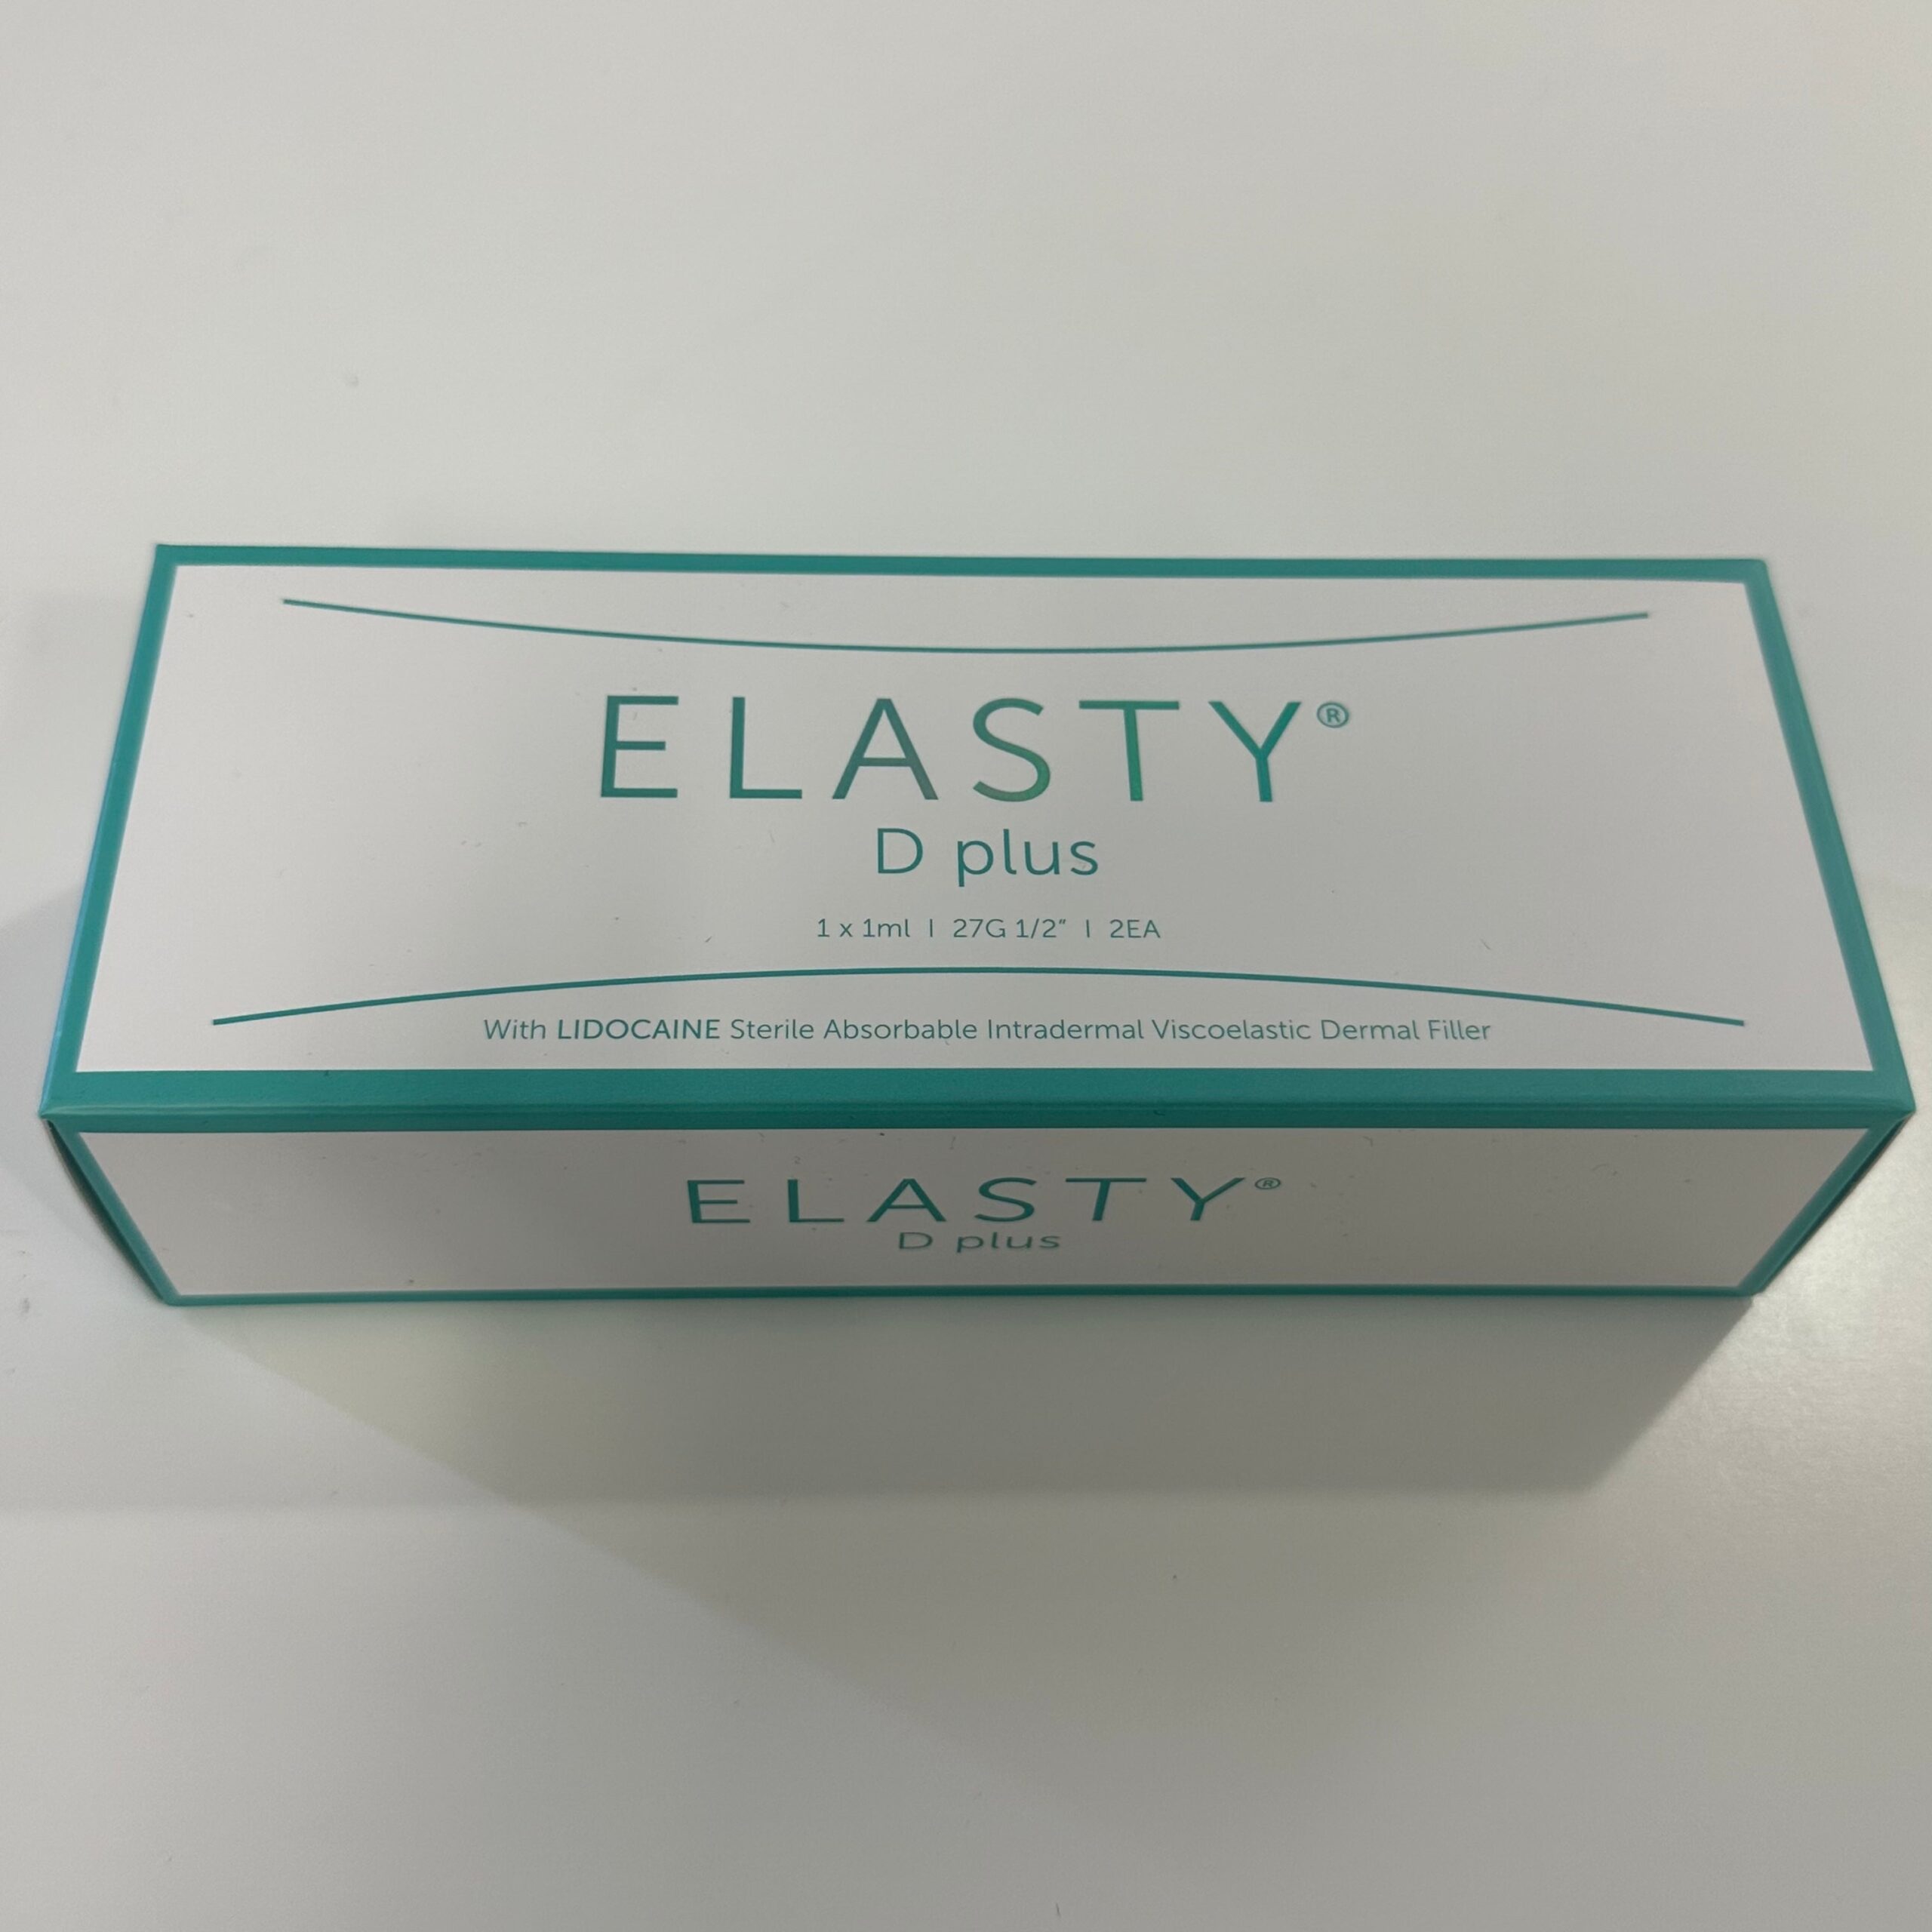 ELASTY®
D plus
1 x 1ml | 27G 1/2” | 2EA
With LIDOCAINE Sterile Absorbable Intradermal Viscoelastic Dermal Filler
ELASTY®
D plus